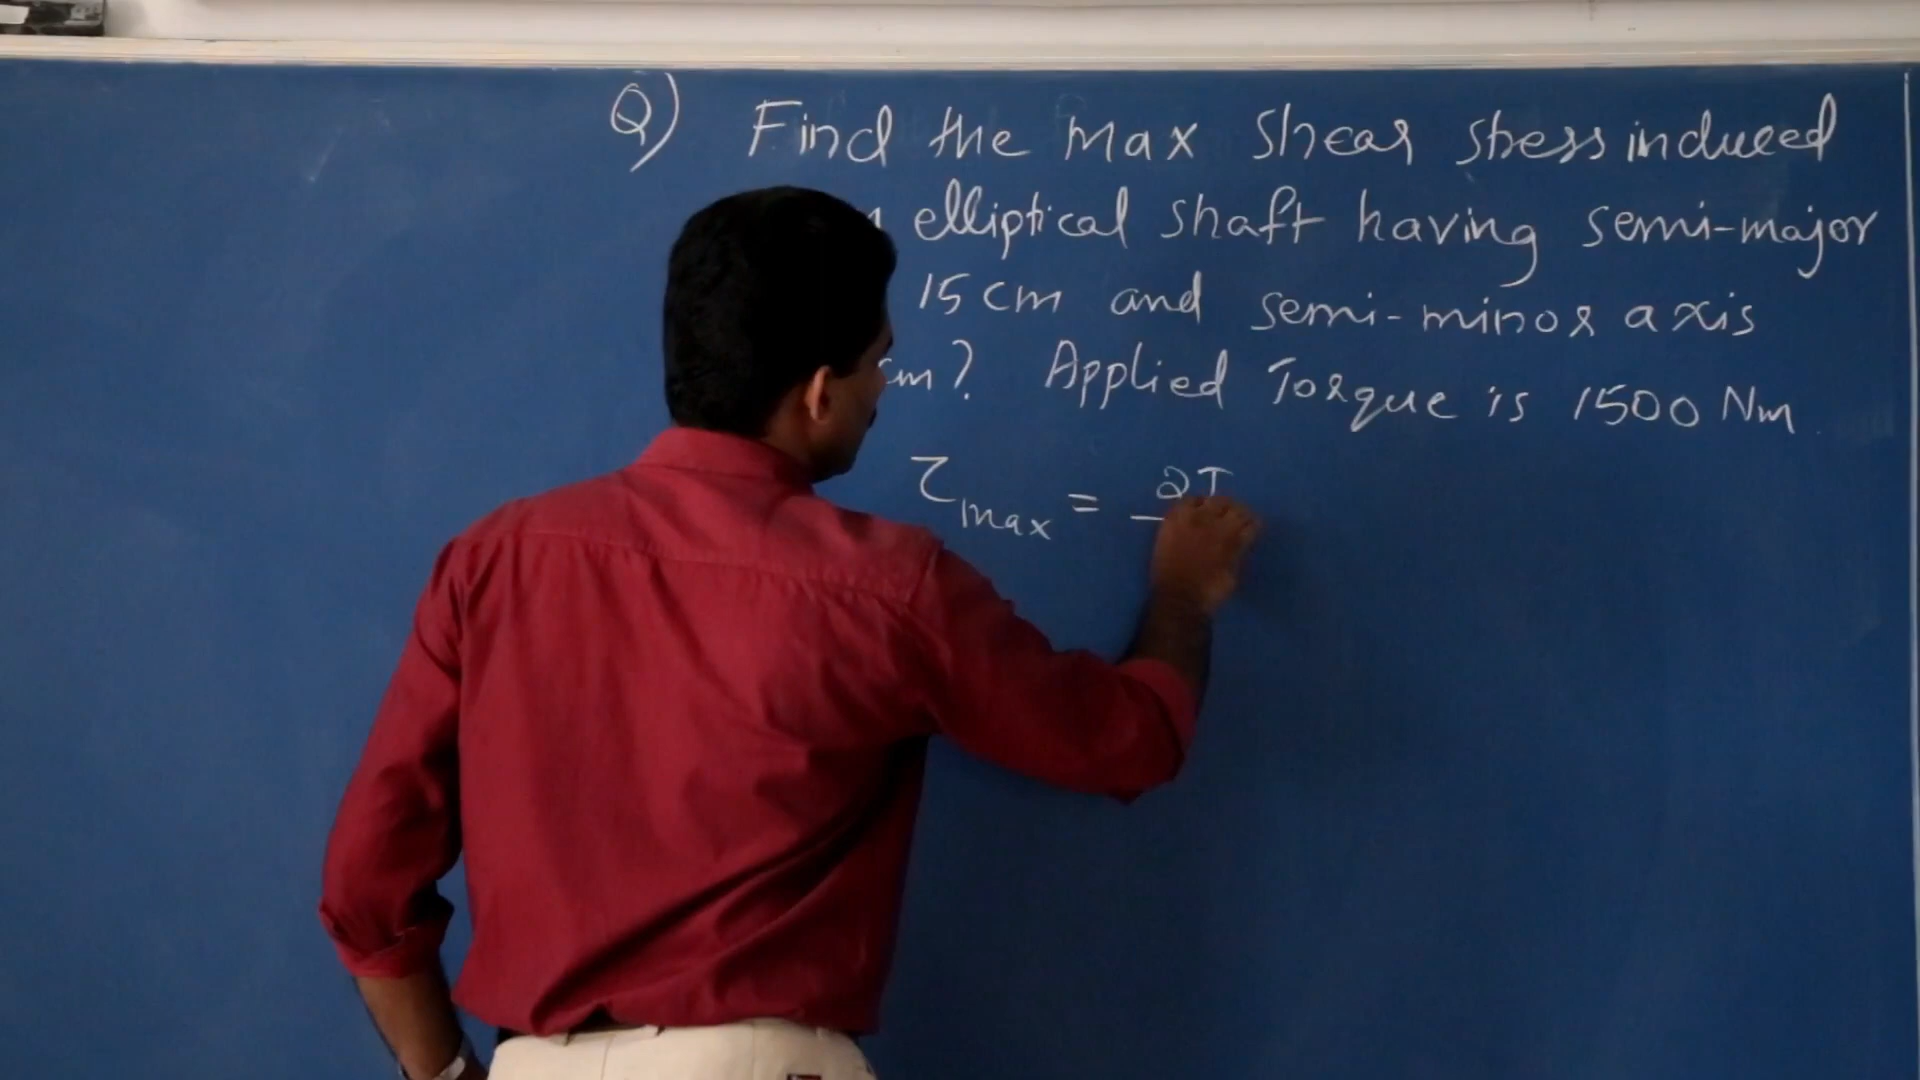 Q) Find the Max shear stress induced
elliptical shaft having semi-major
15 cm and semi-minor axis
cm? Applied Torque is 1500 Nm
τmax = 2T